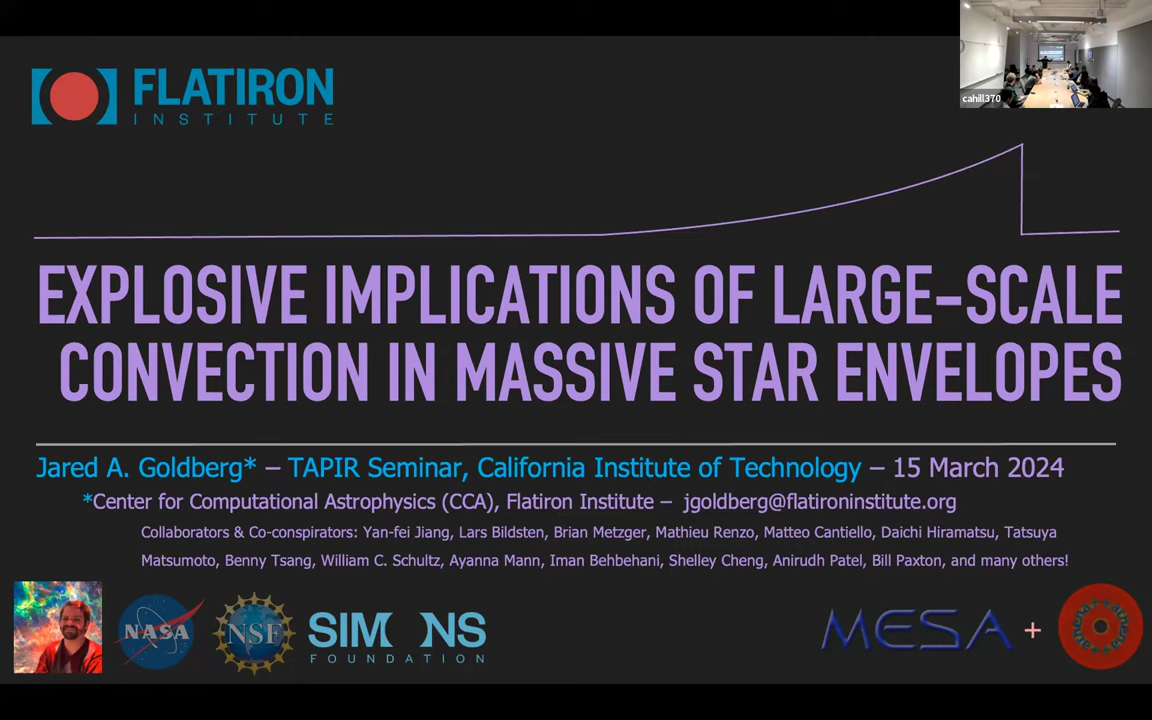 cahill370
FLATIRON
INSTITUTE
EXPLOSIVE IMPLICATIONS OF LARGE-SCALE
CONVECTION IN MASSIVE STAR ENVELOPES
Jared A. Goldberg* – TAPIR Seminar, California Institute of Technology – 15 March 2024
*Center for Computational Astrophysics (CCA), Flatiron Institute – jgoldberg@flatironinstitute.org
Collaborators & Co-conspirators: Yan-fei Jiang, Lars Bildsten, Brian Metzger, Mathieu Renzo, Matteo Cantiello, Daichi Hiramatsu, Tatsuya
Matsumoto, Benny Tsang, William C. Schultz, Ayanna Mann, Iman Behbehani, Shelley Cheng, Anirudh Patel, Bill Paxton, and many others!
NASA
NSF
SIMONS
FOUNDATION
MESA +